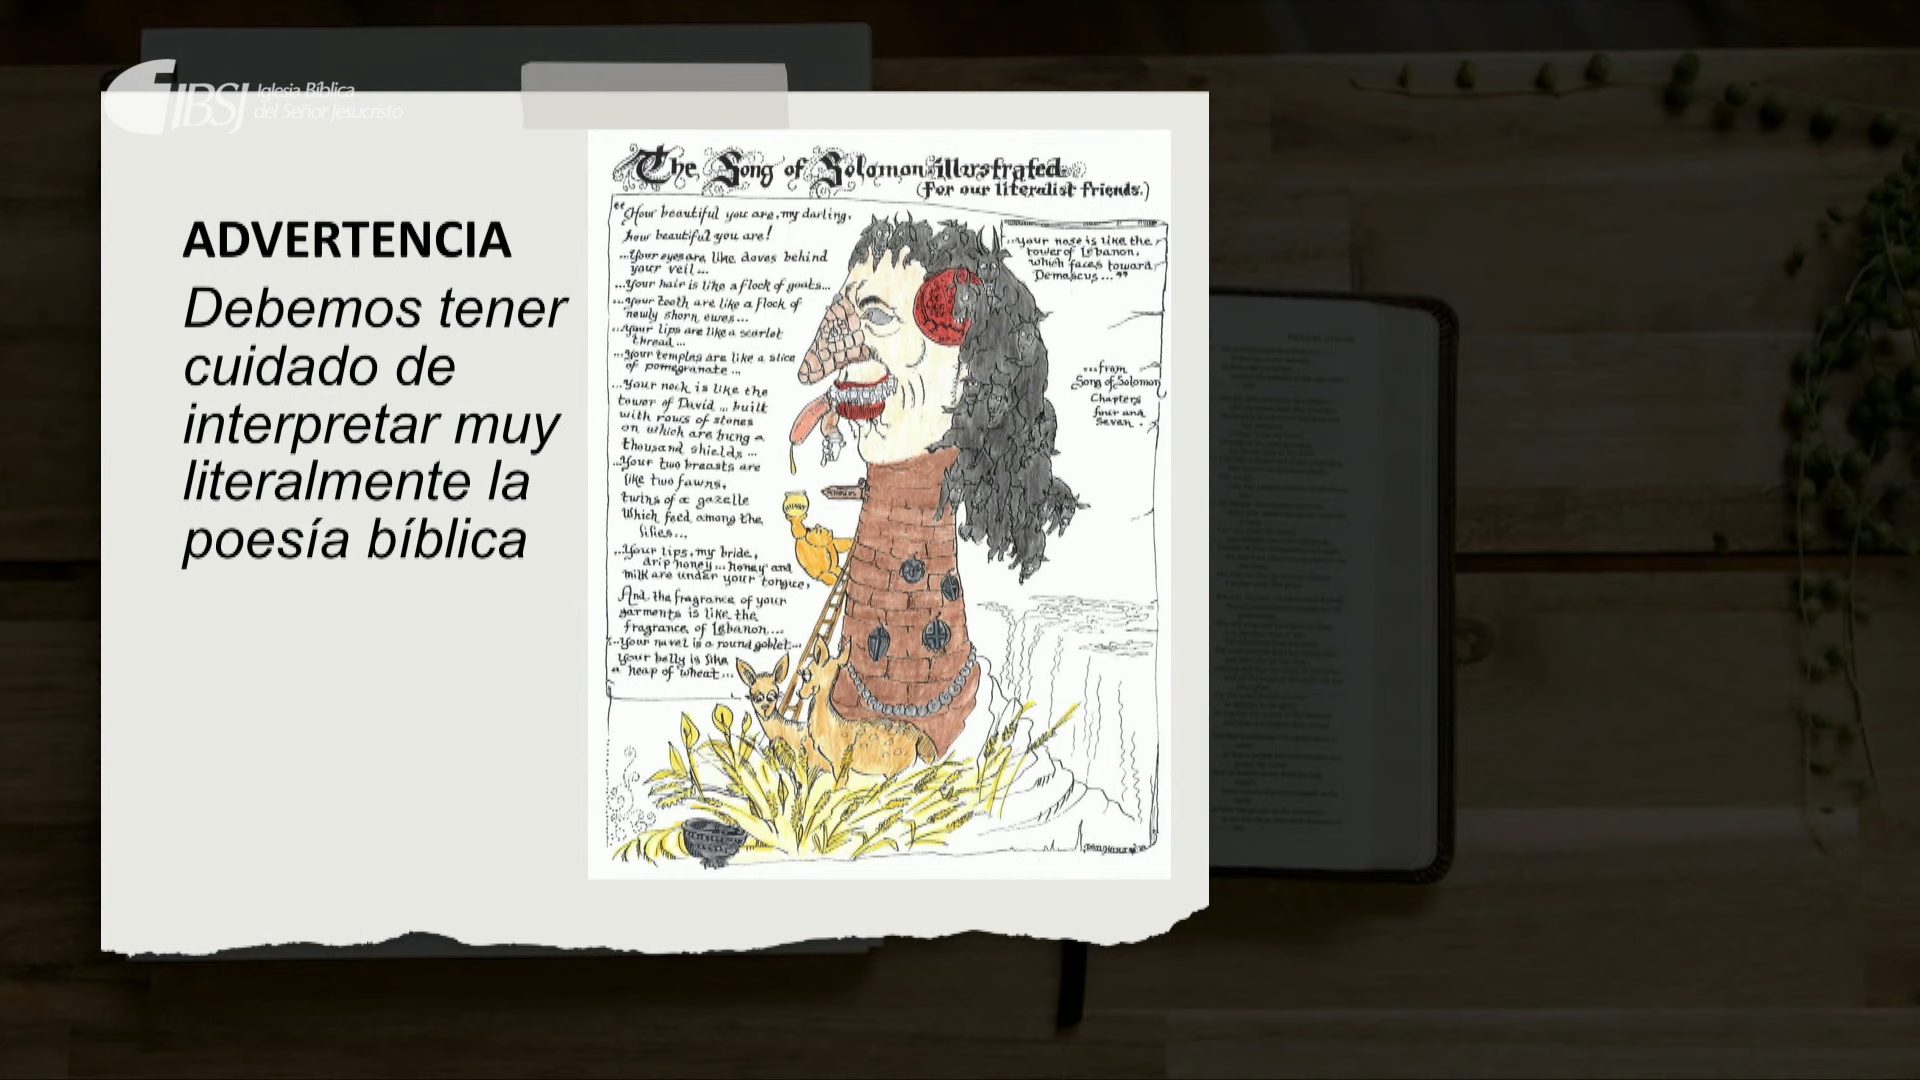 IBSJ Iglesia Bíblica
del Señor Jesucristo
ADVERTENCIA
Debemos tener
cuidado de
interpretar muy
literalmente la
poesía bíblica
The Song of Solomon illustrated
(for our literalist friends.)
"How beautiful you are, my darling,
how beautiful you are!
...Your eyes are like doves behind
your veil...
...Your hair is like a flock of goats...
...Your teeth are like a flock of
newly shorn ewes...
...Your lips are like a scarlet
thread...
...Your temples are like a slice
of pomegranate...
...Your neck is like the
tower of David... built
with rows of stones
on which are hung a
thousand shields...
...Your two breasts are
like two fawns,
twins of a gazelle
Which feed among the
lilies...
...Your lips, my bride,
drip honey... honey and
milk are under your tongue,
And the fragrance of your
garments is like the
fragrance of Lebanon...
...Your navel is a round goblet...
Your belly is like
a heap of wheat...
...Your nose is like the
tower of Lebanon,
which faces toward
Damascus..."
...from
Song of Solomon
Chapters
four and
Seven.